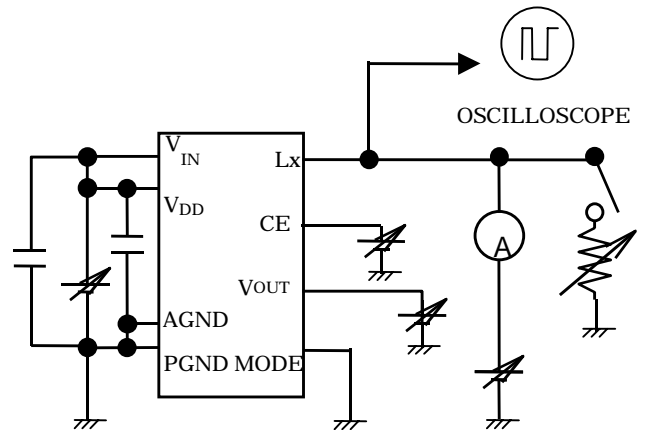 OSCILLOSCOPE
VIN
Lx
VDD
CE
A
VOUT
AGND
PGND MODE